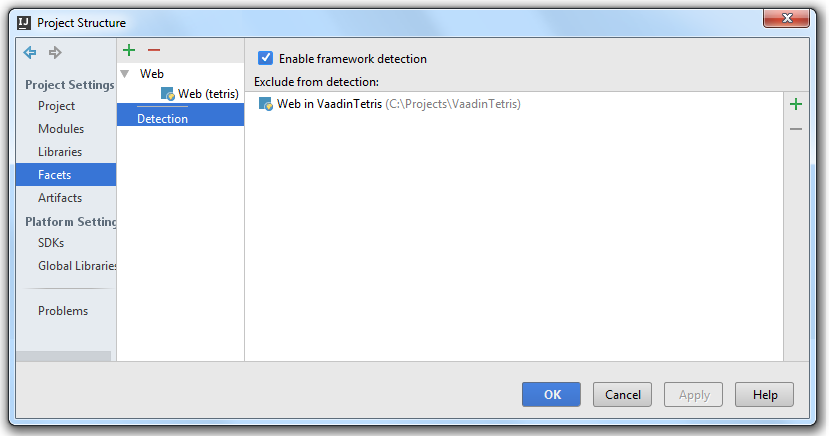 IJ Project Structure
Project Settings
Project
Modules
Libraries
Facets
Artifacts
Platform Setting
SDKs
Global Libraries
Problems
Web
Web (tetris)
Detection
Enable framework detection
Exclude from detection:
Web in VaadinTetris (C:\Projects\VaadinTetris)
OK Cancel Apply Help